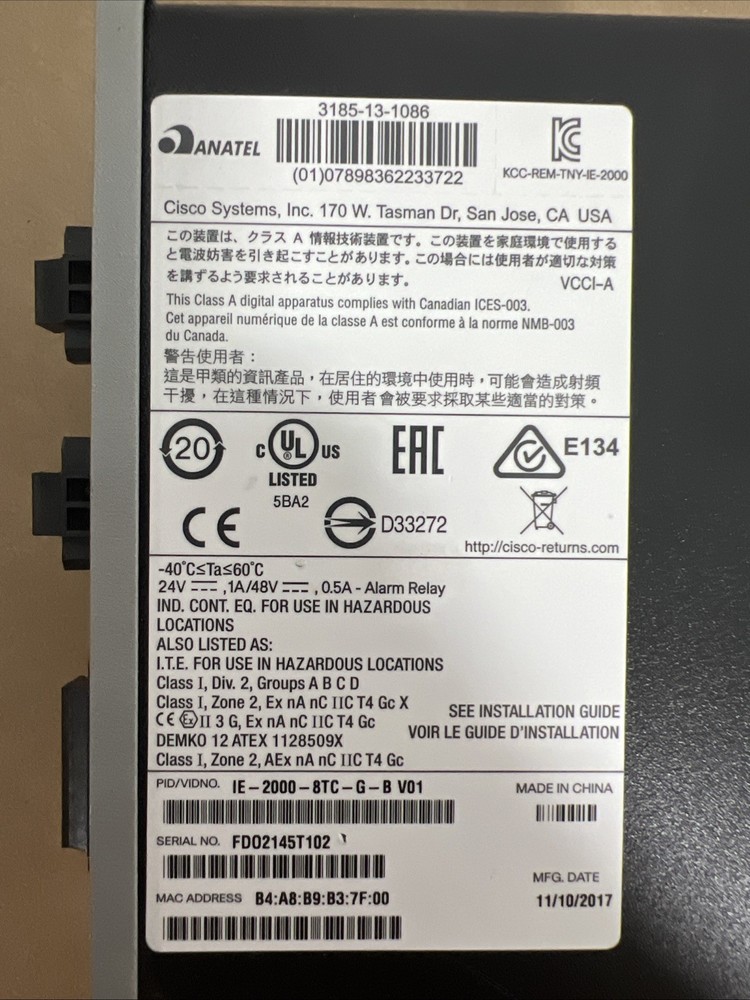 3185-13-1086
ANATEL
(01)07898362233722
KCC-REM-TNY-IE-2000
Cisco Systems, Inc. 170 W. Tasman Dr, San Jose, CA USA
この装置は、クラス A 情報技術装置です。この装置を家庭環境で使用する
と電波妨害を引き起こすことがあります。この場合には使用者が適切な対策
を講ずるよう要求されることがあります。
VCCI-A
This Class A digital apparatus complies with Canadian ICES-003.
Cet appareil numérique de la classe A est conforme à la norme NMB-003
du Canada.
警告使用者：
這是甲類的資訊產品，在居住的環境中使用時，可能會造成射頻
干擾，在這種情況下，使用者會被要求採取某些適當的對策。
20
C UL® US
LISTED
5BA2
EAC
E134
CE
D33272
http://cisco-returns.com
-40°C≤Ta≤60°C
24V ⎓ ,1A/48V ⎓ , 0.5A - Alarm Relay
IND. CONT. EQ. FOR USE IN HAZARDOUS
LOCATIONS
ALSO LISTED AS:
I.T.E. FOR USE IN HAZARDOUS LOCATIONS
Class I, Div. 2, Groups A B C D
Class I, Zone 2, Ex nA nC IIC T4 Gc X
CE Ex II 3 G, Ex nA nC IIC T4 Gc
DEMKO 12 ATEX 1128509X
Class I, Zone 2, AEx nA nC IIC T4 Gc
SEE INSTALLATION GUIDE
VOIR LE GUIDE D'INSTALLATION
PID/VIDNO. IE-2000-8TC-G-B V01
MADE IN CHINA
SERIAL NO. FDO2145T102
MAC ADDRESS B4:A8:B9:B3:7F:00
MFG. DATE
11/10/2017